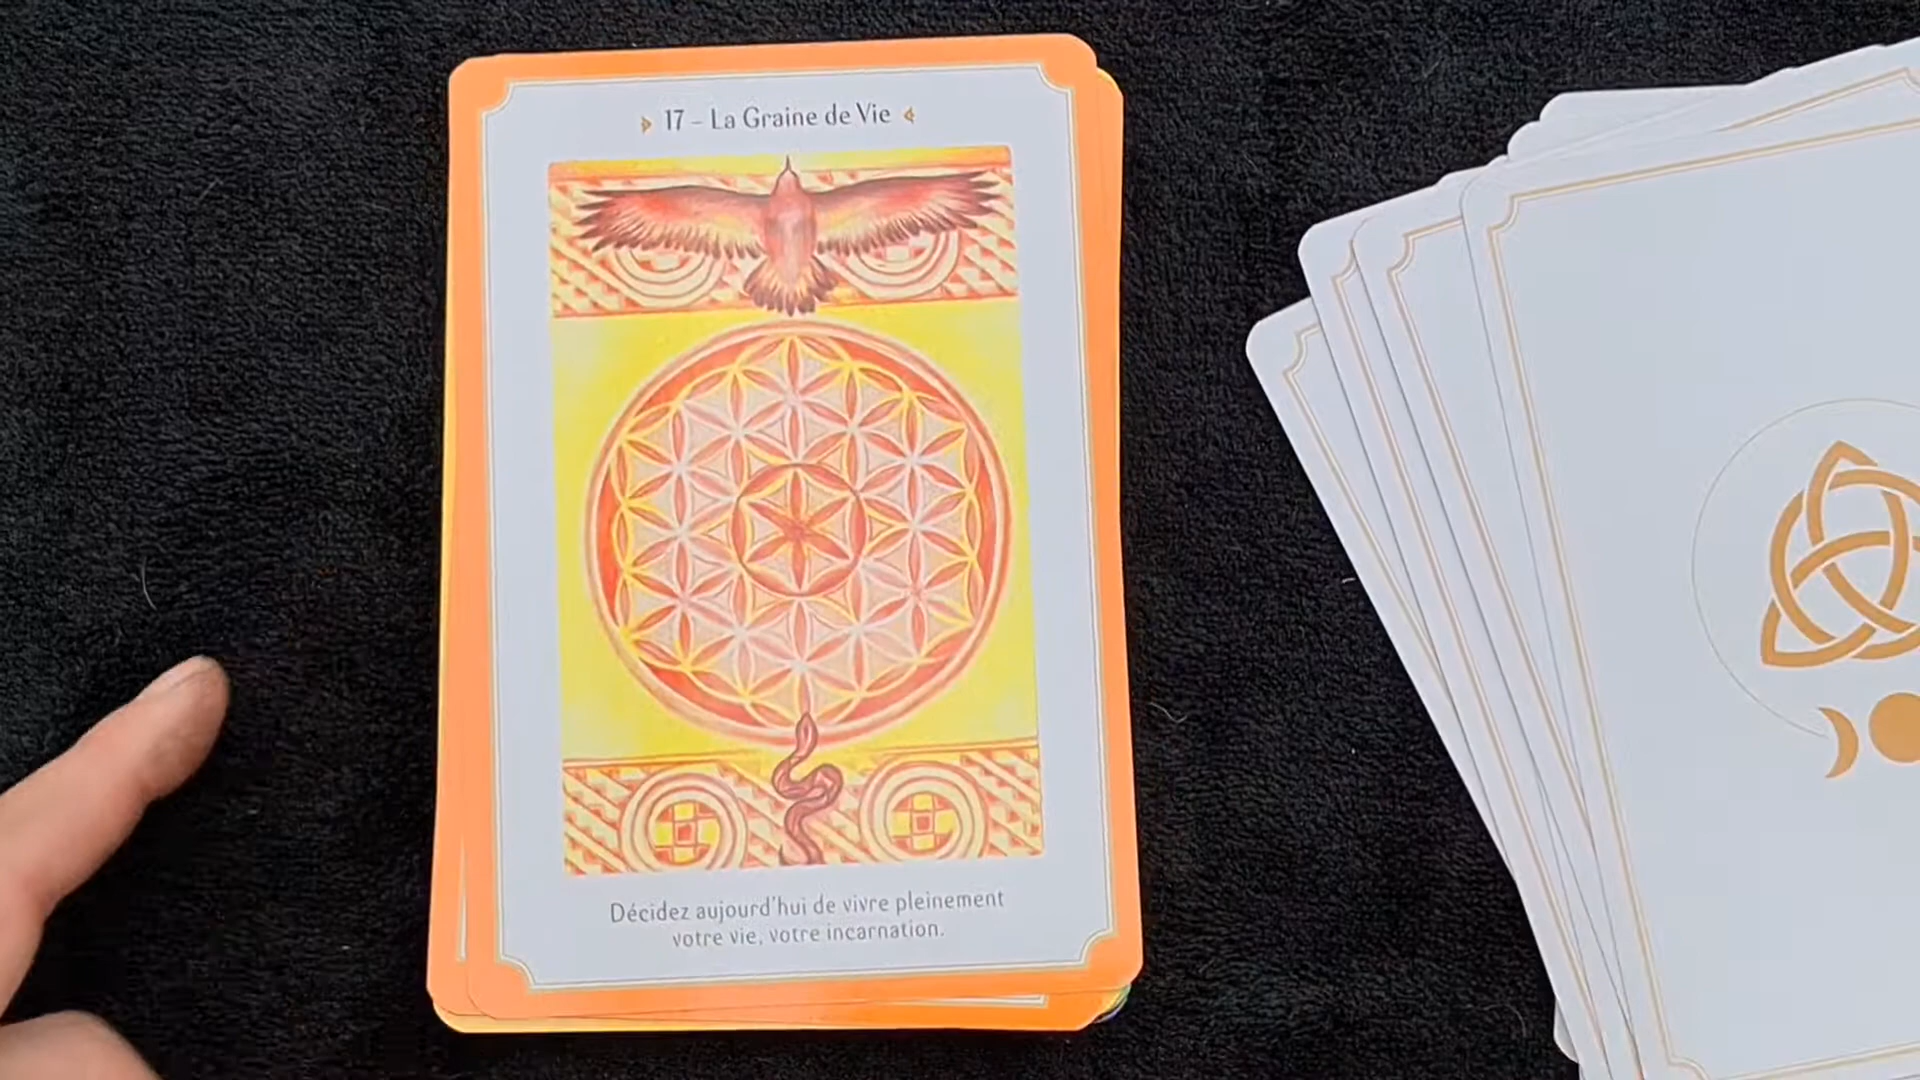 17 – La Graine de Vie
Décidez aujourd'hui de vivre pleinement
votre vie, votre incarnation.